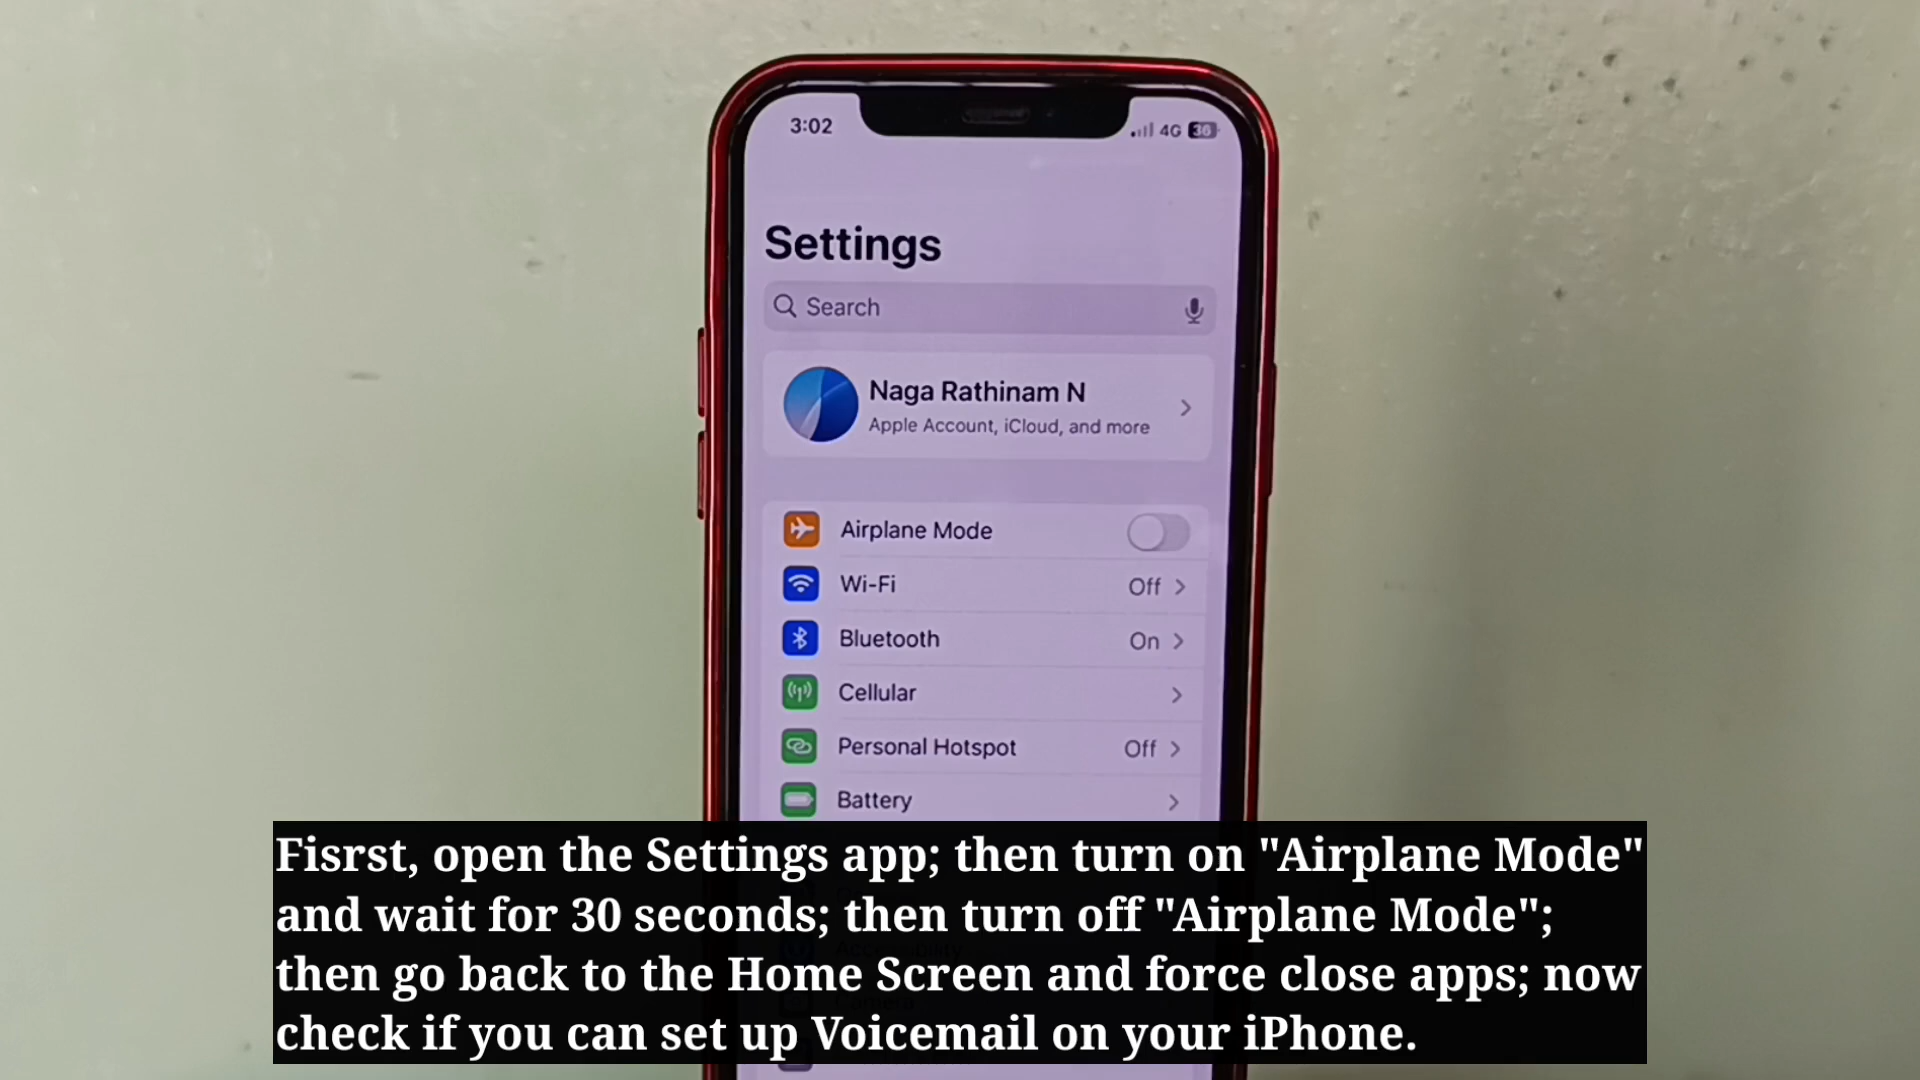 3:02
4G 36
Settings
Search
Naga Rathinam N
Apple Account, iCloud, and more
Airplane Mode
Wi-Fi Off
Bluetooth On
Cellular
Personal Hotspot Off
Battery
Fisrst, open the Settings app; then turn on "Airplane Mode"
and wait for 30 seconds; then turn off "Airplane Mode";
then go back to the Home Screen and force close apps; now
check if you can set up Voicemail on your iPhone.
Accessibility
Camera